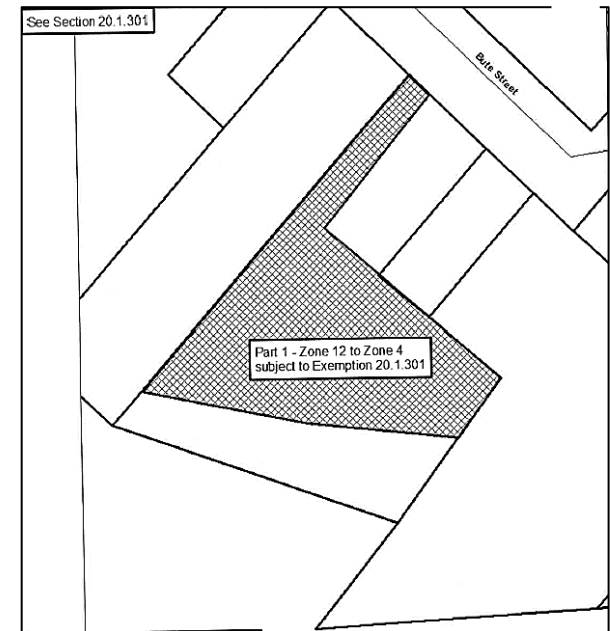 See Section 20.1.301
Bute Street
Part 1 - Zone 12 to Zone 4
subject to Exemption 20.1.301